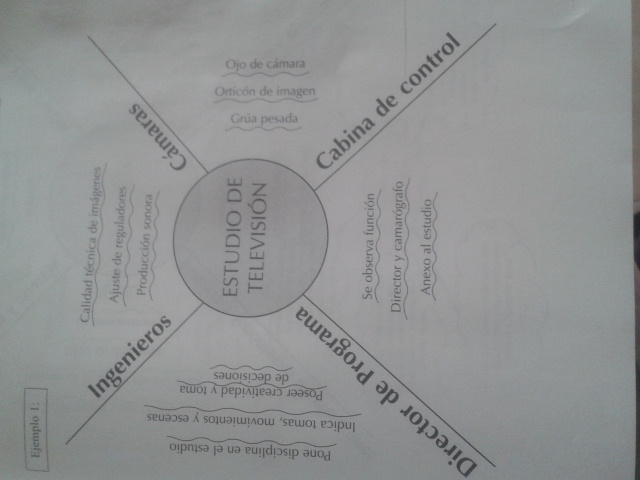 Ejemplo 1:
ESTUDIO DE
TELEVISIÓN
Cámaras
Ojo de cámara
Orticón de imagen
Grúa pesada
Cabina de control
Se observa función
Director y camarógrafo
Anexo al estudio
Director de Programa
Pone disciplina en el estudio
Indica tomas, movimientos y escenas
Poseer creatividad y toma
de decisiones
Ingenieros
Calidad técnica de imágenes
Ajuste de reguladores
Producción sonora